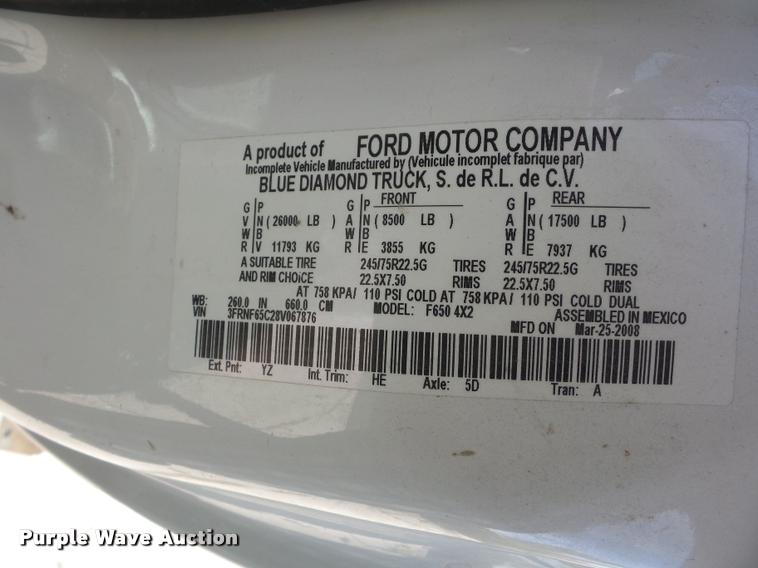 A product of FORD MOTOR COMPANY
Incomplete Vehicle Manufactured by (Vehicule incomplet fabrique par)
BLUE DIAMOND TRUCK, S. de R.L. de C.V.
FRONT REAR
G P G P G P
V N ( 26000 LB ) A N ( 8500 LB ) A N ( 17500 LB )
W B W B W B
R V 11793 KG R E 3855 KG R E 7937 KG
A SUITABLE TIRE 245/75R22.5G TIRES 245/75R22.5G TIRES
AND RIM CHOICE 22.5X7.50 RIMS 22.5X7.50 RIMS
AT 758 KPA/ 110 PSI COLD AT 758 KPA/ 110 PSI COLD DUAL
WB: 260.0 IN 660.0 CM MODEL: F650 4X2 ASSEMBLED IN MEXICO
VIN 3FRNF65C28V067876 MFD ON Mar-25-2008
Ext. Pnt: YZ Int. Trim: HE Axle: 5D Tran: A
Purple Wave Auction